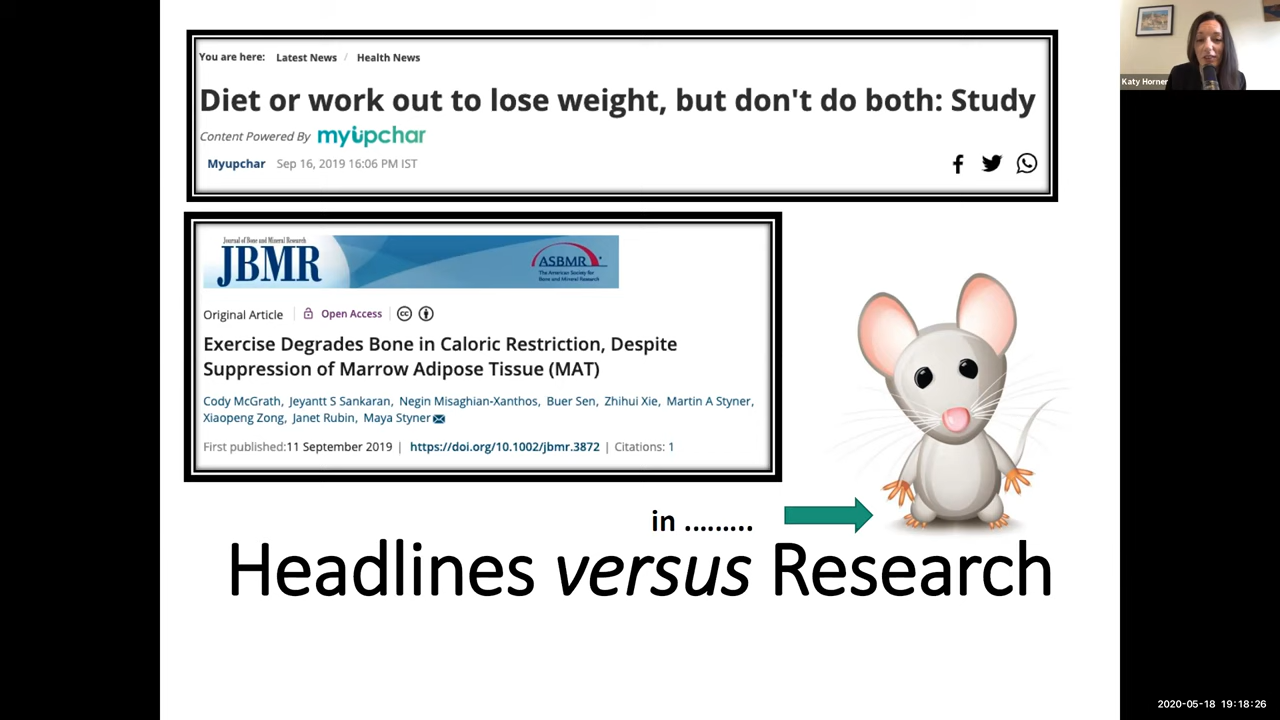 You are here: Latest News / Health News
Diet or work out to lose weight, but don't do both: Study
Content Powered By myupchar
Myupchar Sep 16, 2019 16:06 PM IST
Katy Horner
Journal of Bone and Mineral Research
JBMR
ASBMR
The American Society for
Bone and Mineral Research
Original Article Open Access cc
Exercise Degrades Bone in Caloric Restriction, Despite
Suppression of Marrow Adipose Tissue (MAT)
Cody McGrath, Jeyantt S Sankaran, Negin Misaghian-Xanthos, Buer Sen, Zhihui Xie, Martin A Styner,
Xiaopeng Zong, Janet Rubin, Maya Styner
First published:11 September 2019 | https://doi.org/10.1002/jbmr.3872 | Citations: 1
in .........
Headlines versus Research
2020-05-18 19:18:26